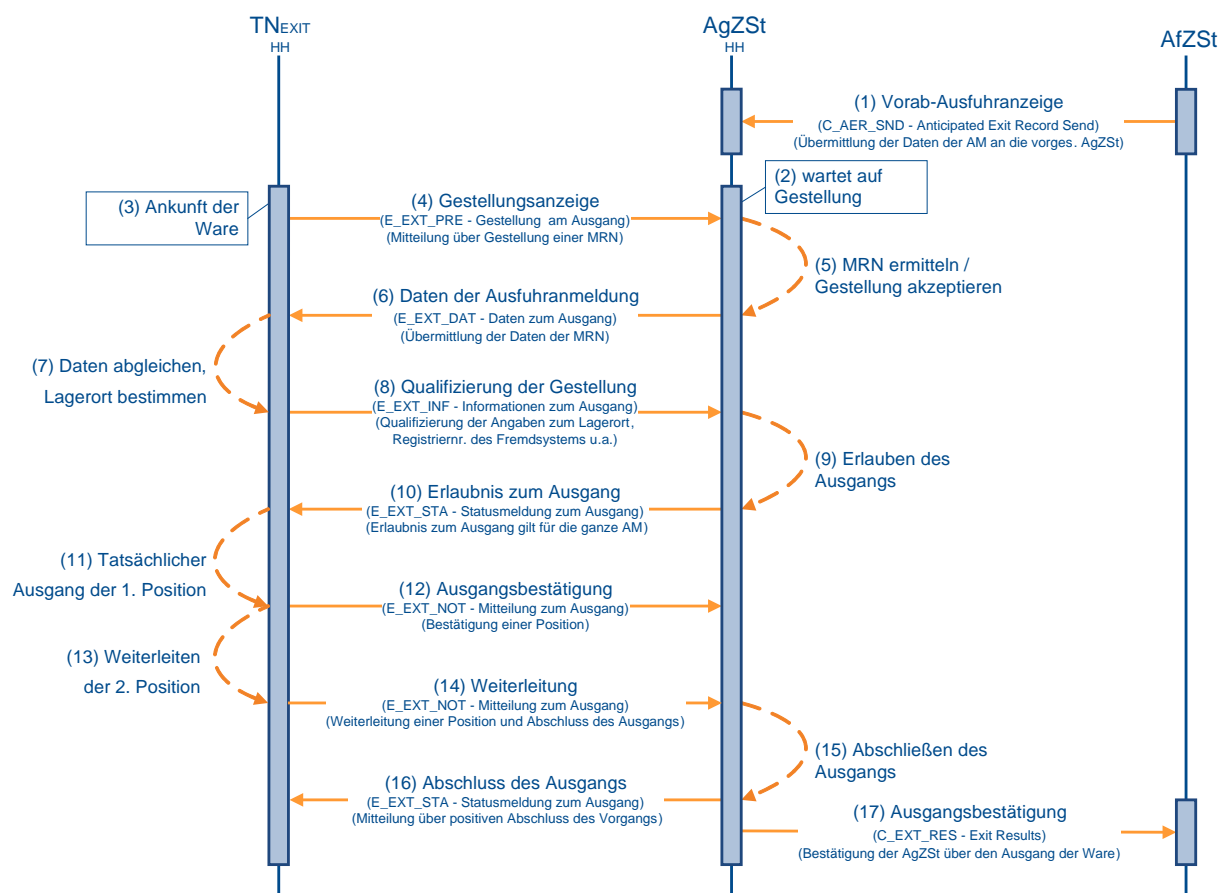 TNEXIT
HH
AgZSt
HH
AfZSt
(1) Vorab-Ausfuhranzeige
(C_AER_SND - Anticipated Exit Record Send)
(Übermittlung der Daten der AM an die vorges. AgZSt)
(2) wartet auf
Gestellung
(3) Ankunft der
Ware
(4) Gestellungsanzeige
(E_EXT_PRE - Gestellung am Ausgang)
(Mitteilung über Gestellung einer MRN)
(5) MRN ermitteln /
Gestellung akzeptieren
(6) Daten der Ausfuhranmeldung
(E_EXT_DAT - Daten zum Ausgang)
(Übermittlung der Daten der MRN)
(7) Daten abgleichen,
Lagerort bestimmen
(8) Qualifizierung der Gestellung
(E_EXT_INF - Informationen zum Ausgang)
(Qualifizierung der Angaben zum Lagerort,
Registriernr. des Fremdsystems u.a.)
(9) Erlauben des
Ausgangs
(10) Erlaubnis zum Ausgang
(E_EXT_STA - Statusmeldung zum Ausgang)
(Erlaubnis zum Ausgang gilt für die ganze AM)
(11) Tatsächlicher
Ausgang der 1. Position
(12) Ausgangsbestätigung
(E_EXT_NOT - Mitteilung zum Ausgang)
(Bestätigung einer Position)
(13) Weiterleiten
der 2. Position
(14) Weiterleitung
(E_EXT_NOT - Mitteilung zum Ausgang)
(Weiterleitung einer Position und Abschluss des Ausgangs)
(15) Abschließen des
Ausgangs
(16) Abschluss des Ausgangs
(E_EXT_STA - Statusmeldung zum Ausgang)
(Mitteilung über positiven Abschluss des Vorgangs)
(17) Ausgangsbestätigung
(C_EXT_RES - Exit Results)
(Bestätigung der AgZSt über den Ausgang der Ware)